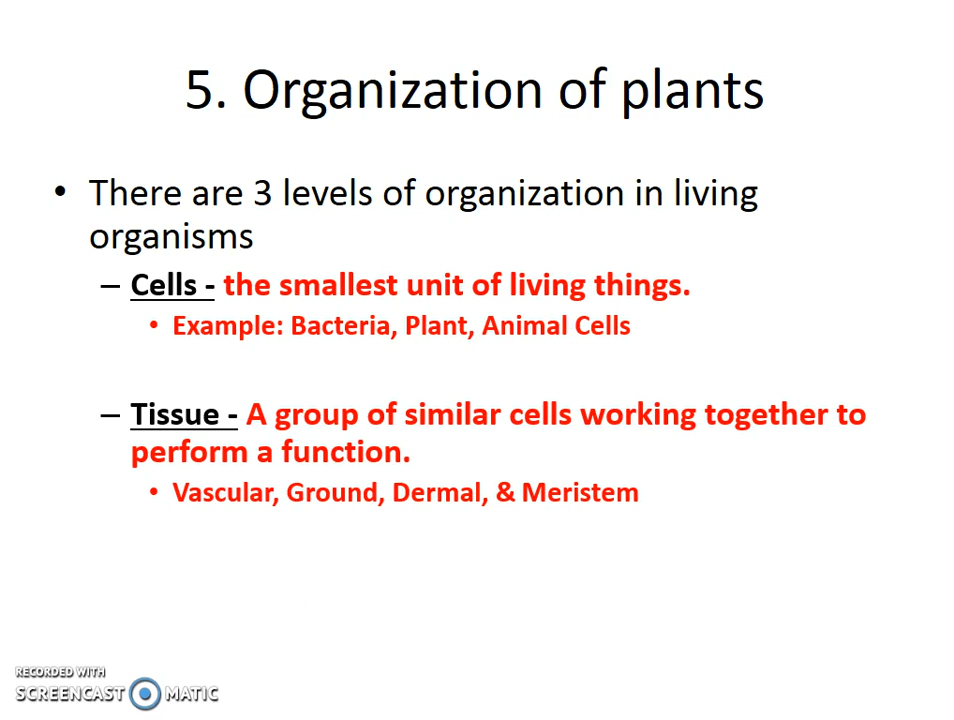 5. Organization of plants
• There are 3 levels of organization in living
organisms
– Cells - the smallest unit of living things.
• Example: Bacteria, Plant, Animal Cells
– Tissue - A group of similar cells working together to
perform a function.
• Vascular, Ground, Dermal, & Meristem
RECORDED WITH
SCREENCAST MATIC